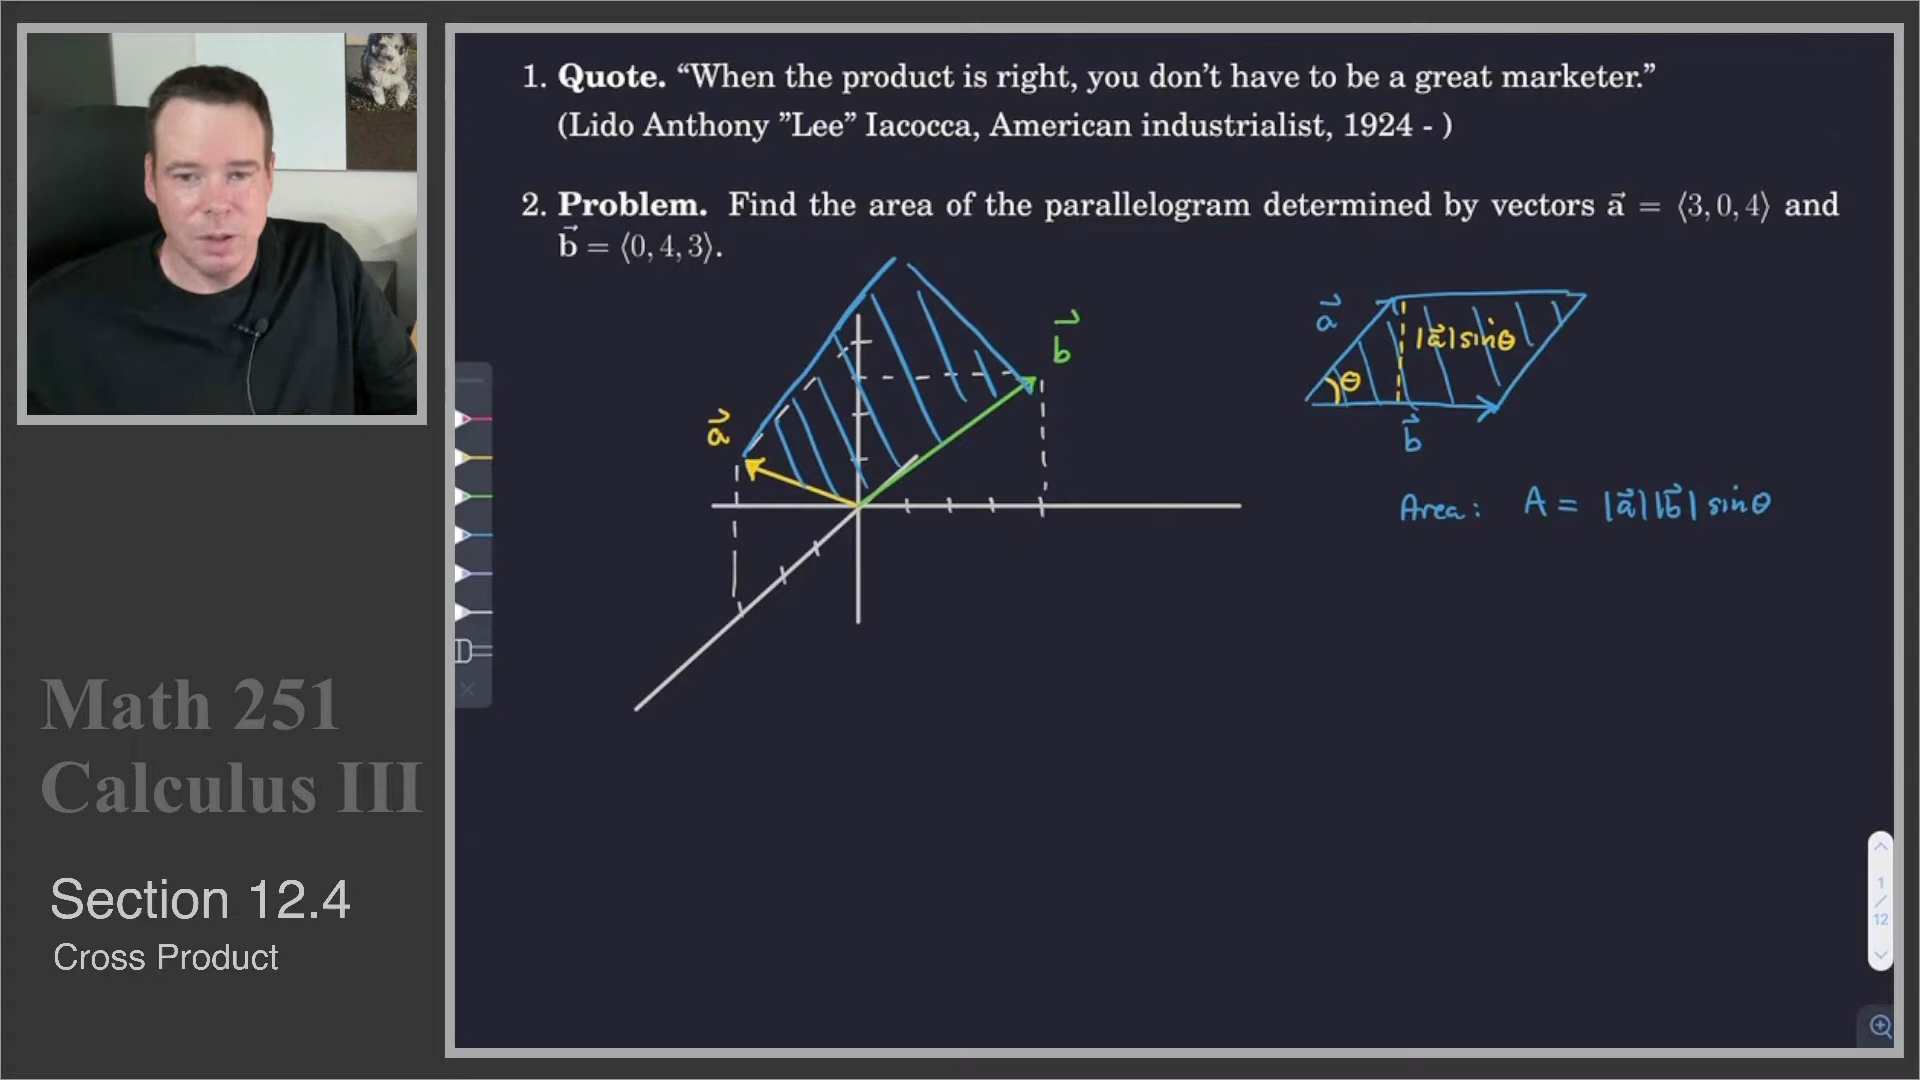 1. Quote. “When the product is right, you don’t have to be a great marketer.”
(Lido Anthony ”Lee” Iacocca, American industrialist, 1924 - )
2. Problem. Find the area of the parallelogram determined by vectors a⃗ = ⟨3, 0, 4⟩ and
b⃗ = ⟨0, 4, 3⟩.
a⃗
b⃗
a⃗
|a⃗| sinθ
θ
b⃗
Area: A = |a⃗||b⃗| sinθ
Math 251
Calculus III
Section 12.4
Cross Product
1
/
12